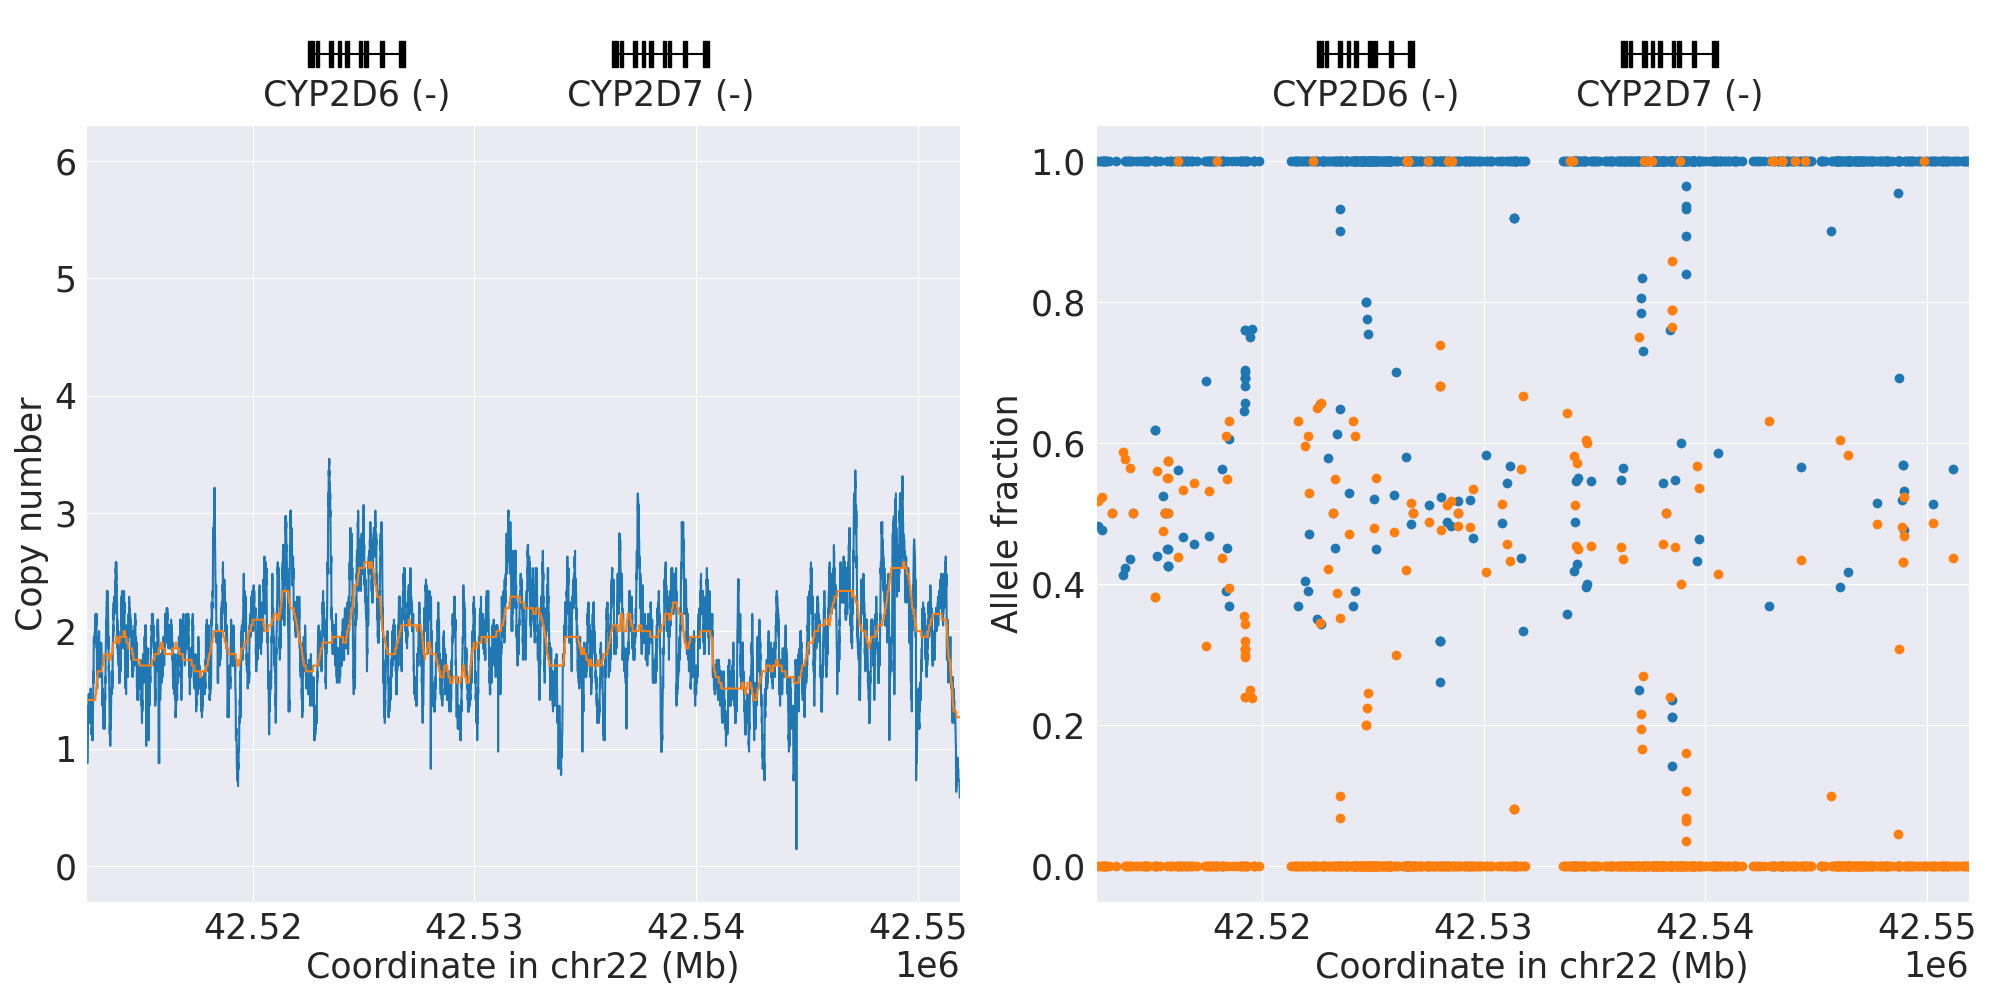 CYP2D6 (-) CYP2D7 (-)
6
5
4
3
2
1
0
Copy number
42.52 42.53 42.54 42.55
1e6
Coordinate in chr22 (Mb)
CYP2D6 (-) CYP2D7 (-)
1.0
0.8
0.6
0.4
0.2
0.0
Allele fraction
42.52 42.53 42.54 42.55
1e6
Coordinate in chr22 (Mb)